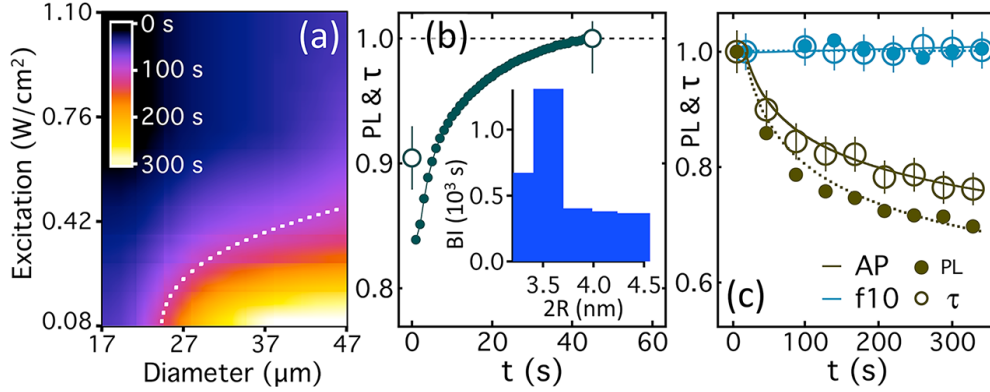 (a)
1.10
0.76
0.42
0.08
Excitation (W/cm²)
0 s
100 s
200 s
300 s
17
27
37
47
Diameter (μm)
(b)
1.0
0.9
0.8
PL & τ
0
20
40
60
t (s)
1.0
0.5
0.0
BI (10³ s)
3.5
4.0
4.5
2R (nm)
(c)
1.0
0.8
0.6
PL & τ
AP
PL
f10
τ
0
100
200
300
t (s)